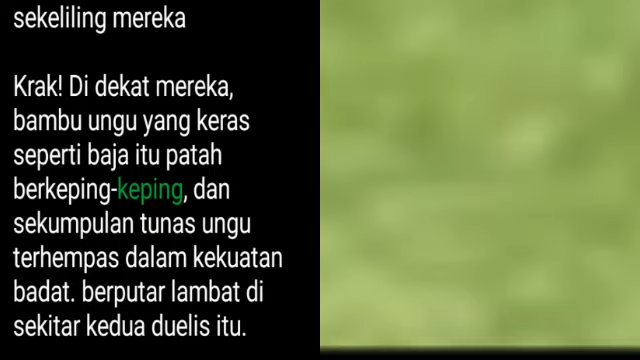 sekeliling mereka
Krak! Di dekat mereka,
bambu ungu yang keras
seperti baja itu patah
berkeping-keping, dan
sekumpulan tunas ungu
terhempas dalam kekuatan
badat. berputar lambat di
sekitar kedua duelis itu.